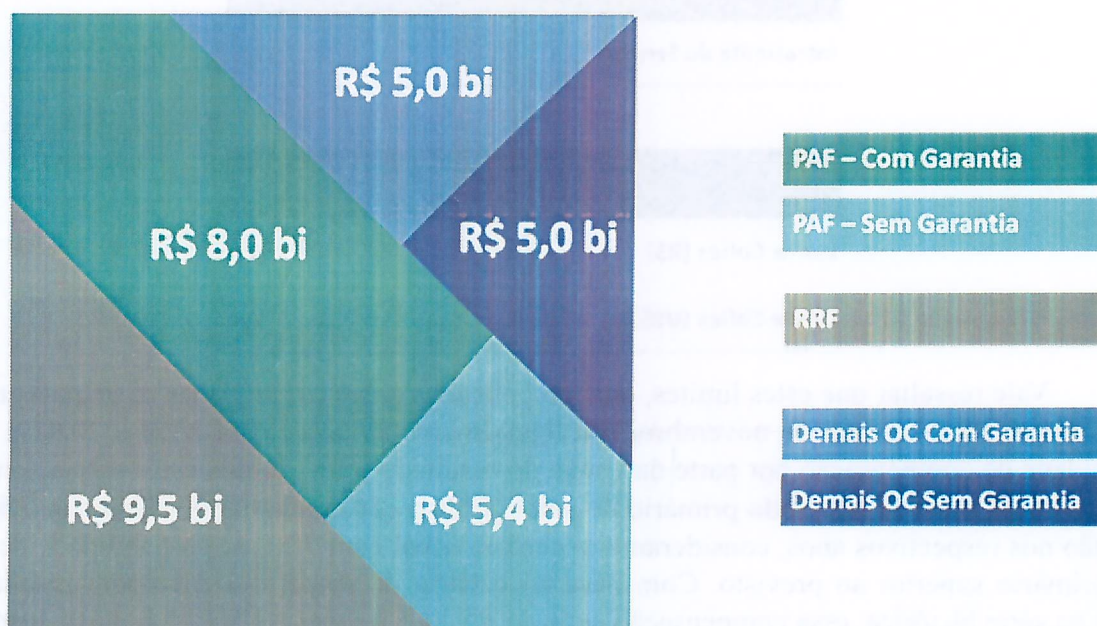 R$ 5,0 bi
R$ 8,0 bi
R$ 5,0 bi
R$ 9,5 bi
R$ 5,4 bi
PAF – Com Garantia
PAF – Sem Garantia
RRF
Demais OC Com Garantia
Demais OC Sem Garantia